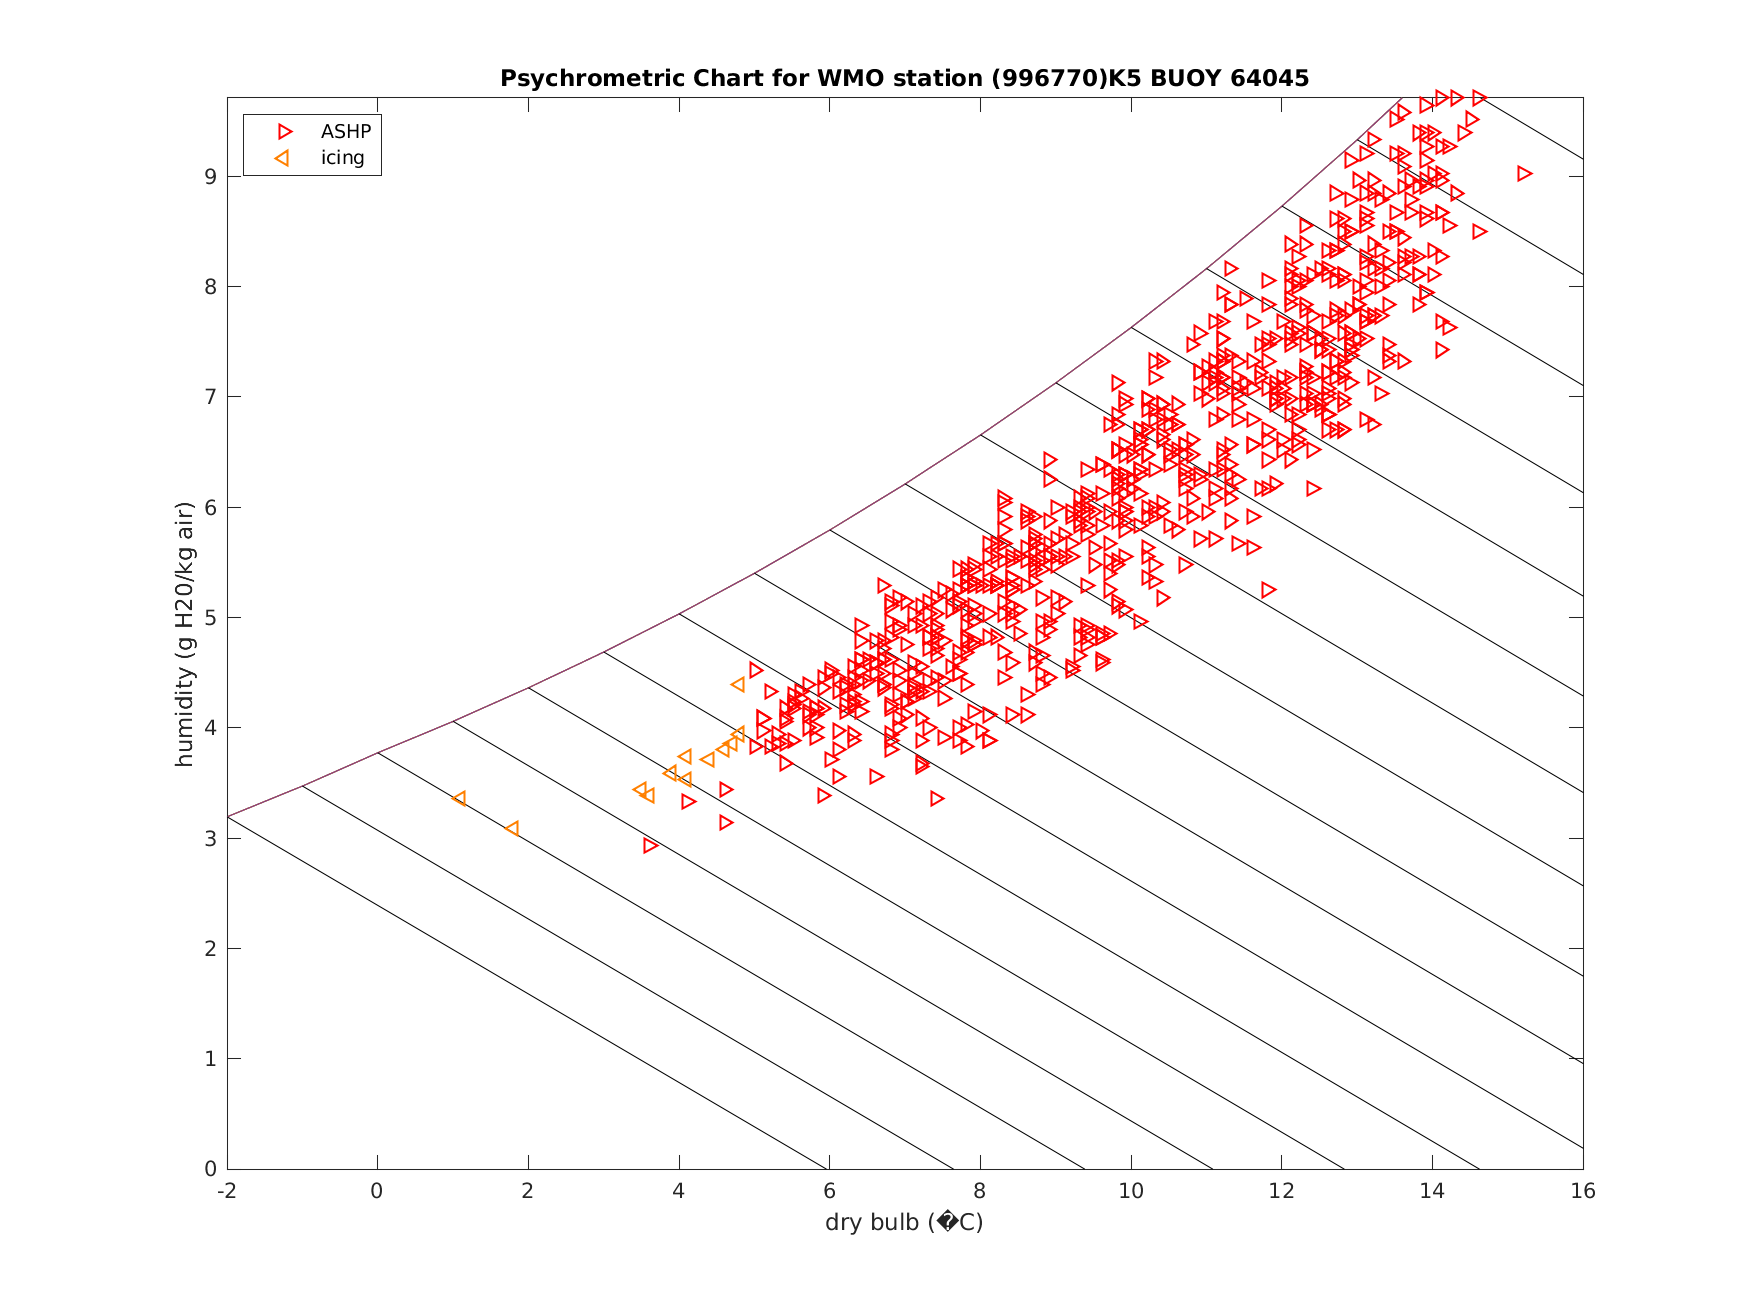 Psychrometric Chart for WMO station (996770)K5 BUOY 64045
ASHP
icing
humidity (g H20/kg air)
9
8
7
6
5
4
3
2
1
0
-2 0 2 4 6 8 10 12 14 16
dry bulb (�C)